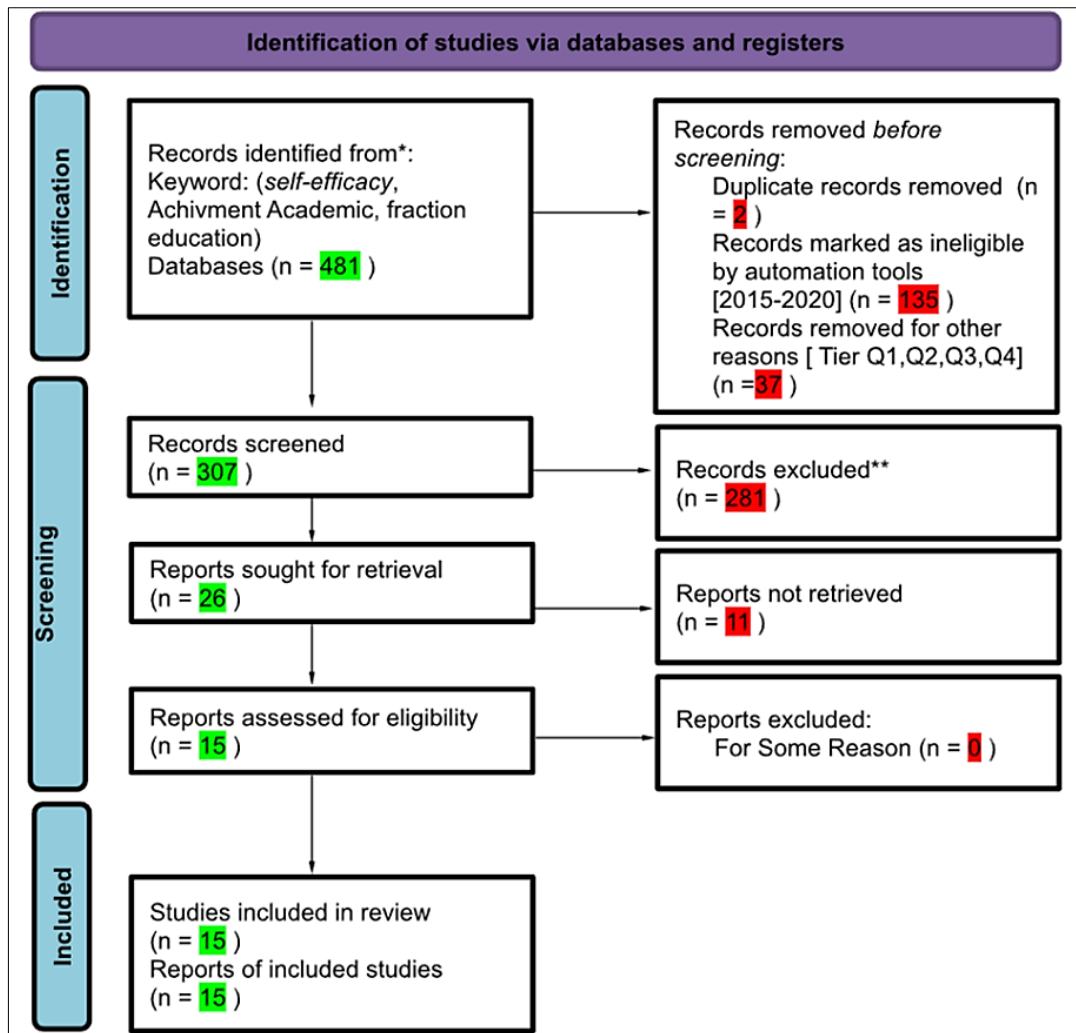 Identification of studies via databases and registers
Identification
Records identified from*:
Keyword: (self-efficacy,
Achivment Academic, fraction
education)
Databases (n = 481 )
Records removed before
screening:
Duplicate records removed (n
= 2 )
Records marked as ineligible
by automation tools
[2015-2020] (n = 135 )
Records removed for other
reasons [ Tier Q1,Q2,Q3,Q4]
(n =37 )
Screening
Records screened
(n = 307 )
Records excluded**
(n = 281 )
Reports sought for retrieval
(n = 26 )
Reports not retrieved
(n = 11 )
Reports assessed for eligibility
(n = 15 )
Reports excluded:
For Some Reason (n = 0 )
Included
Studies included in review
(n = 15 )
Reports of included studies
(n = 15 )